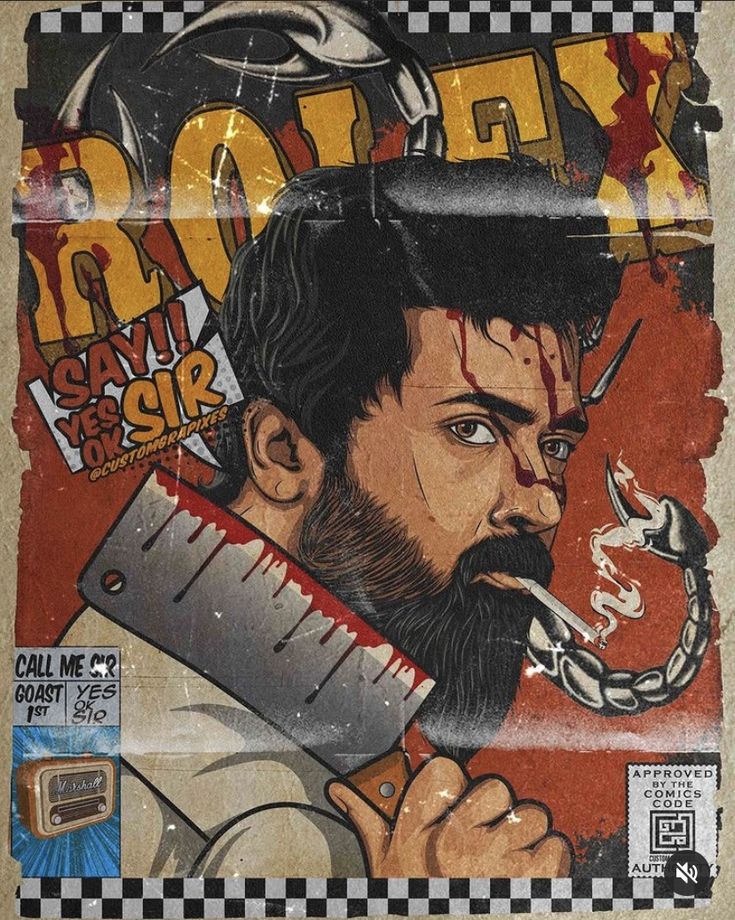 ROLEX
SAY!!
YES SIR
OK
@CUSTOMGRAPIXES
CALL ME SIR
GOAST YES
1ST OK
SIR
Marshall
APPROVED
BY THE
COMICS
CODE